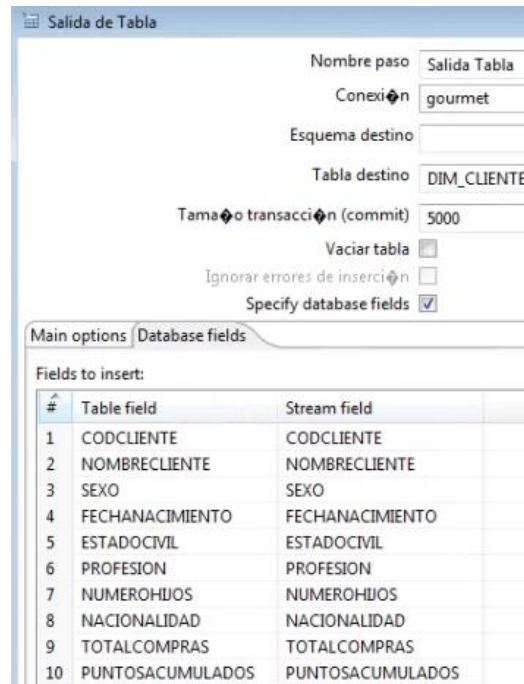 Salida de Tabla
Nombre paso Salida Tabla
Conexi�n gourmet
Esquema destino
Tabla destino DIM_CLIENTE
Tama�o transacci�n (commit) 5000
Vaciar tabla
Ignorar errores de inserci�n
Specify database fields
Main options Database fields
Fields to insert:
# Table field Stream field
1 CODCLIENTE CODCLIENTE
2 NOMBRECLIENTE NOMBRECLIENTE
3 SEXO SEXO
4 FECHANACIMIENTO FECHANACIMIENTO
5 ESTADOCIVIL ESTADOCIVIL
6 PROFESION PROFESION
7 NUMEROHIJOS NUMEROHIJOS
8 NACIONALIDAD NACIONALIDAD
9 TOTALCOMPRAS TOTALCOMPRAS
10 PUNTOSACUMULADOS PUNTOSACUMULADOS